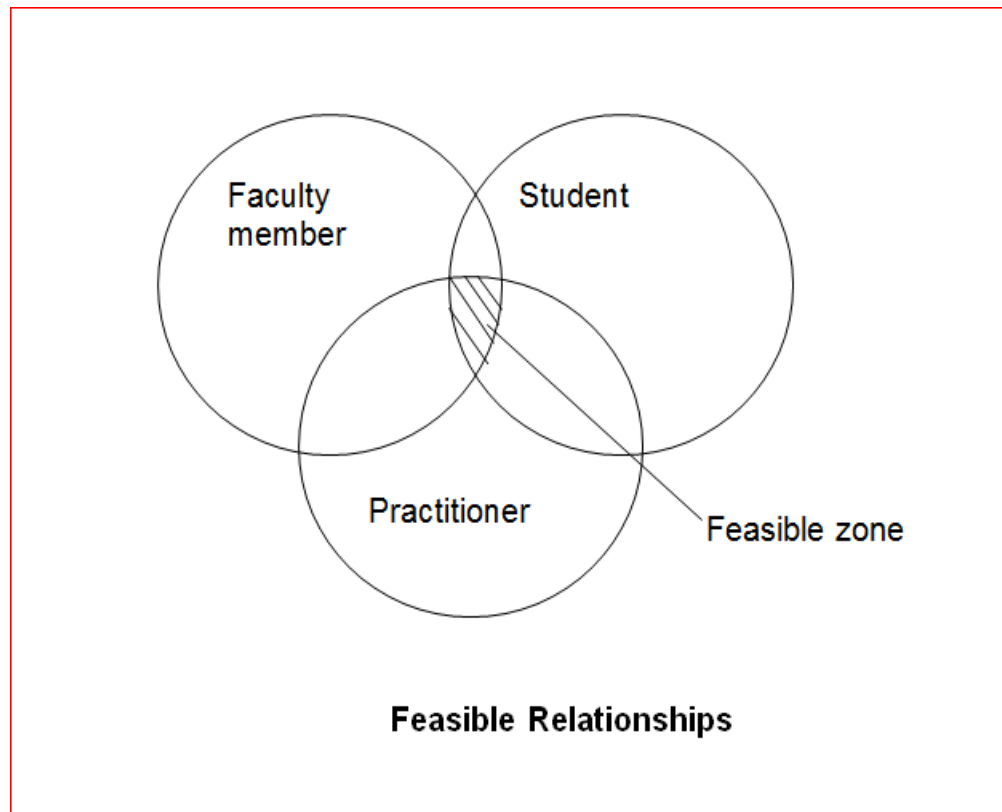 Faculty
member
Student
Practitioner
Feasible zone
Feasible Relationships